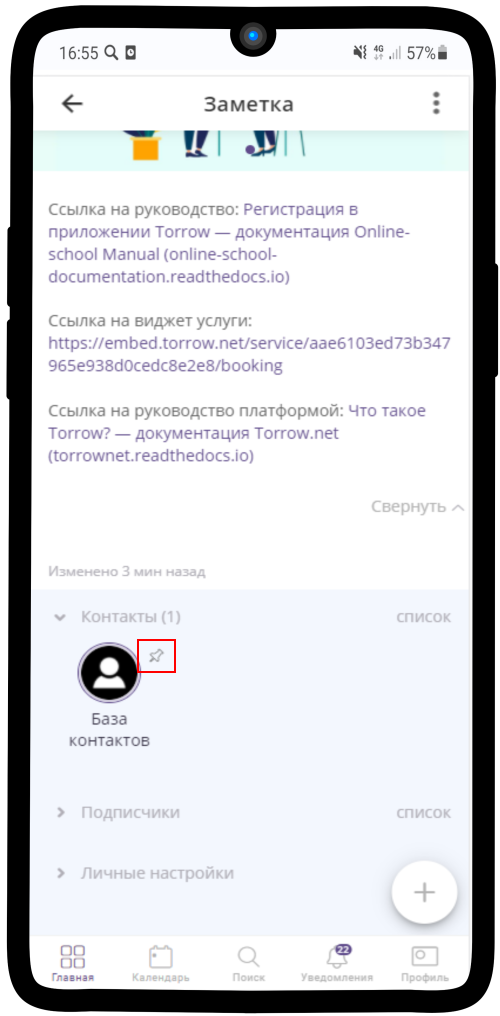 16:55 4G 57%
Заметка
Ссылка на руководство: Регистрация в
приложении Torrow — документация Online-
school Manual (online-school-
documentation.readthedocs.io)
Ссылка на виджет услуги:
https://embed.torrow.net/service/aae6103ed73b347
965e938d0cedc8e2e8/booking
Ссылка на руководство платформой: Что такое
Torrow? — документация Torrow.net
(torrownet.readthedocs.io)
Свернуть
Изменено 3 мин назад
Контакты (1) список
База
контактов
Подписчики список
Личные настройки
22
Главная Календарь Поиск Уведомления Профиль